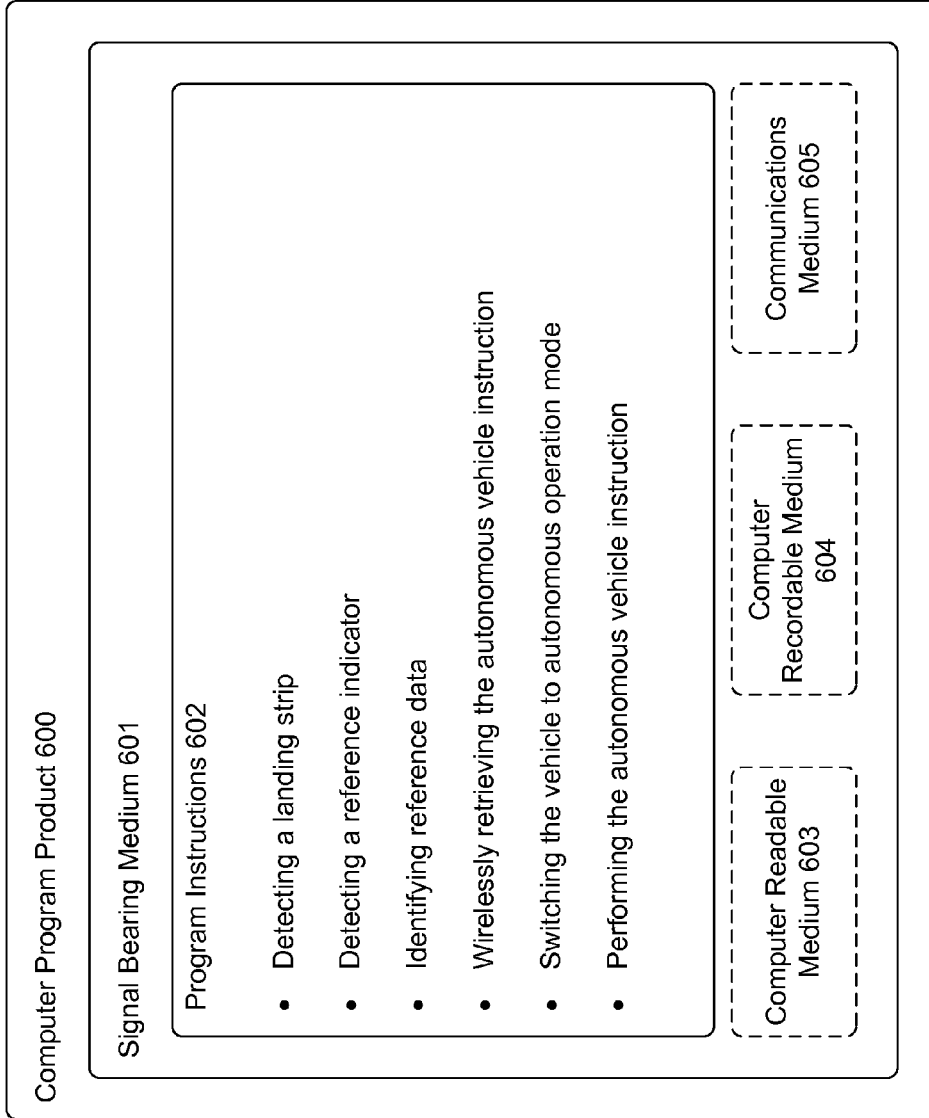 Computer Program Product 600
Signal Bearing Medium 601
Program Instructions 602
• Detecting a landing strip
• Detecting a reference indicator
• Identifying reference data
• Wirelessly retrieving the autonomous vehicle instruction
• Switching the vehicle to autonomous operation mode
• Performing the autonomous vehicle instruction
Computer Readable
Medium 603
Computer
Recordable Medium
604
Communications
Medium 605